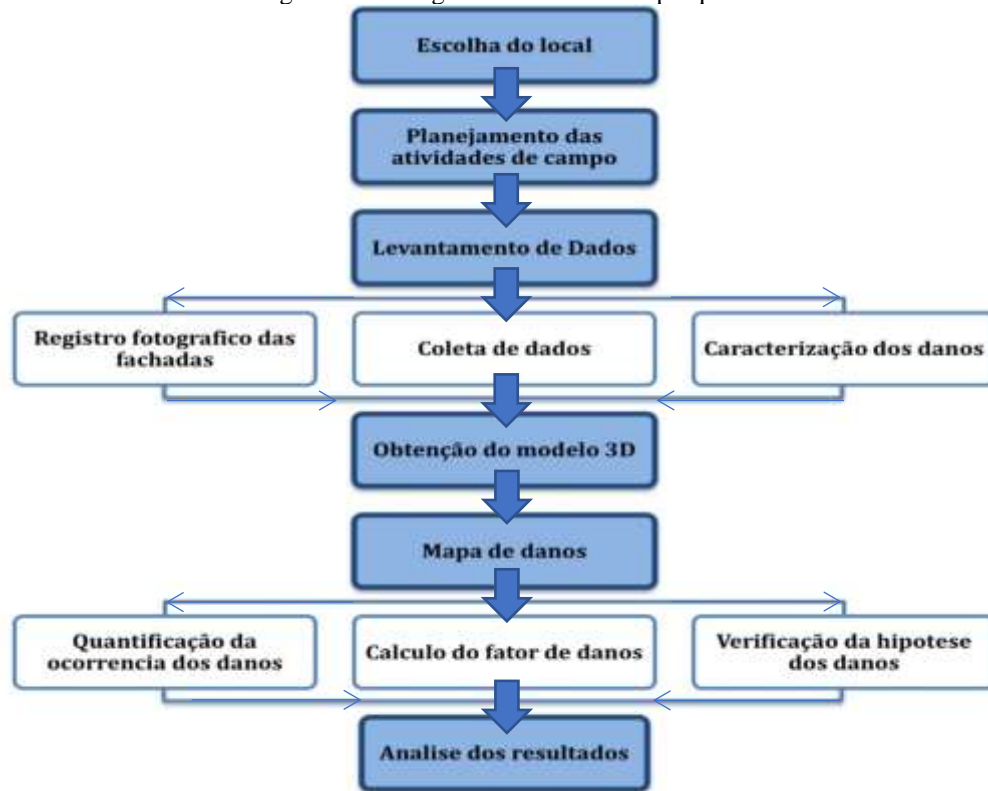 Escolha do local
Planejamento das
atividades de campo
Levantamento de Dados
Registro fotografico das
fachadas
Coleta de dados
Caracterização dos danos
Obtenção do modelo 3D
Mapa de danos
Quantificação da
ocorrencia dos danos
Calculo do fator de danos
Verificação da hipotese
dos danos
Analise dos resultados